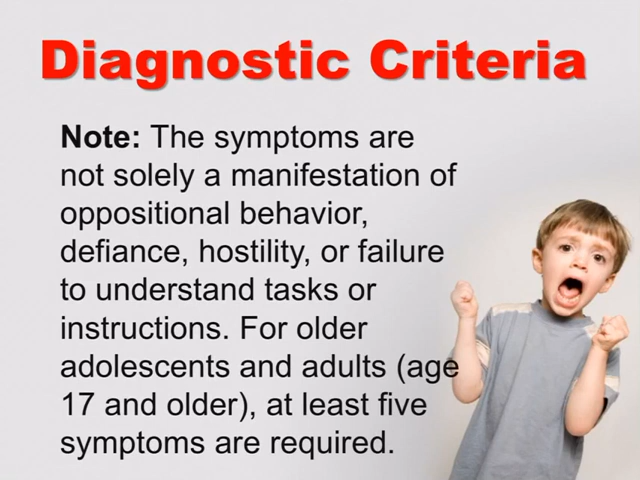 Diagnostic Criteria
Note: The symptoms are
not solely a manifestation of
oppositional behavior,
defiance, hostility, or failure
to understand tasks or
instructions. For older
adolescents and adults (age
17 and older), at least five
symptoms are required.